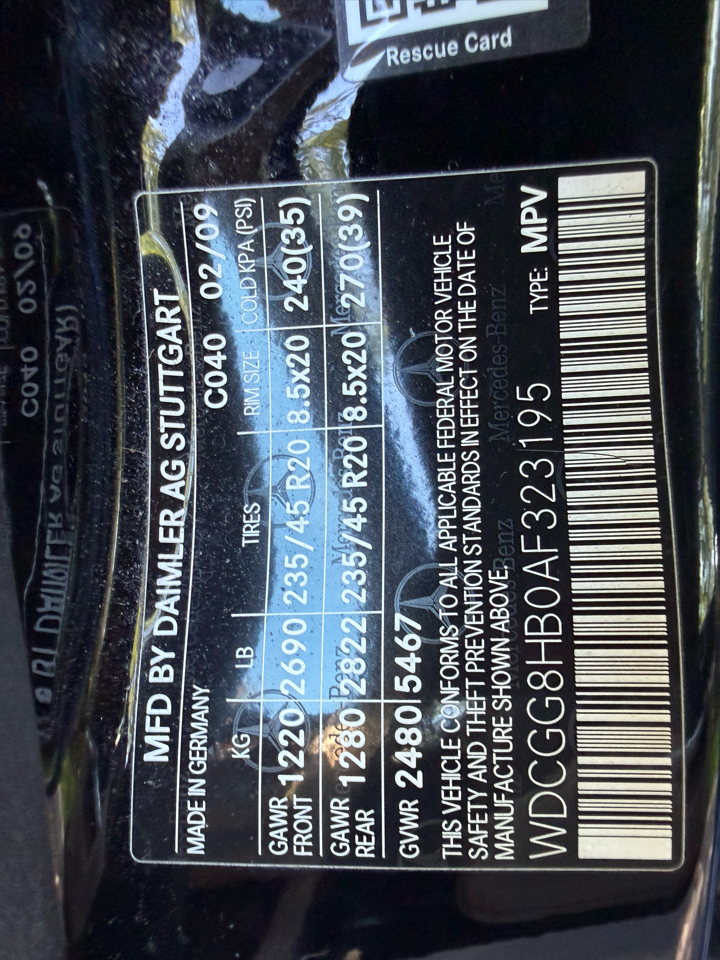 Rescue Card
MFD BY DAIMLER AG STUTTGART
MADE IN GERMANY C040 02/09
KG LB TIRES RIM SIZE COLD KPA (PSI)
GAWR FRONT 1220 2690 235/45 R20 8.5x20 240(35)
GAWR REAR 1280 2822 235/45 R20 8.5x20 270(39)
GVWR 2480 5467
THIS VEHICLE CONFORMS TO ALL APPLICABLE FEDERAL MOTOR VEHICLE
SAFETY AND THEFT PREVENTION STANDARDS IN EFFECT ON THE DATE OF
MANUFACTURE SHOWN ABOVE.
WDCGG8HB0AF323195 TYPE: MPV
Mercedes-Benz